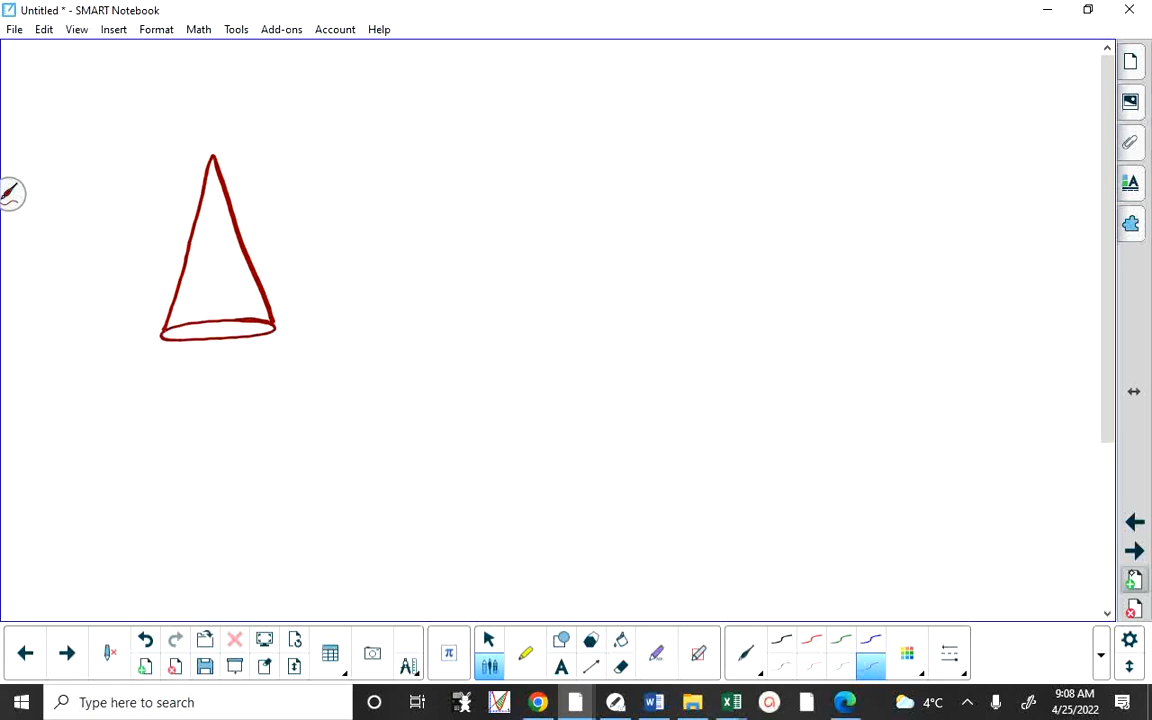 Untitled * - SMART Notebook
File Edit View Insert Format Math Tools Add-ons Account Help
A
π
A
A
W
X
a
Type here to search
4°C
9:08 AM
4/25/2022